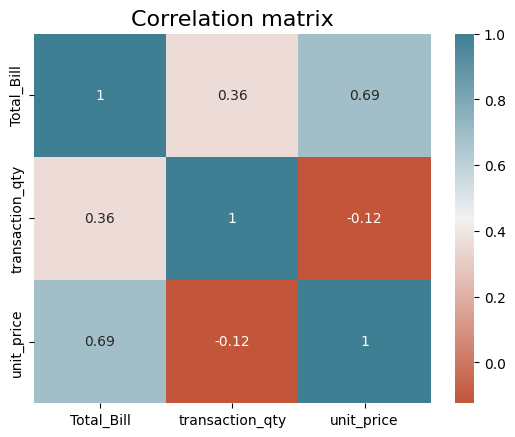 Correlation matrix
Total_Bill
1
0.36
0.69
transaction_qty
0.36
1
-0.12
unit_price
0.69
-0.12
1
Total_Bill
transaction_qty
unit_price
1.0
0.8
0.6
0.4
0.2
0.0